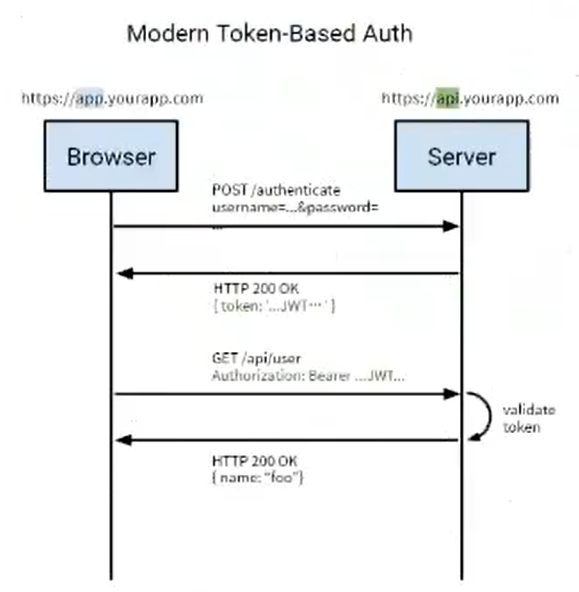 Modern Token-Based Auth
https://app.yourapp.com
https://api.yourapp.com
Browser
Server
POST /authenticate
username=...&password=
...
HTTP 200 OK
{ token: '...JWT... ' }
GET /api/user
Authorization: Bearer ...JWT...
validate
token
HTTP 200 OK
{ name: "foo"}